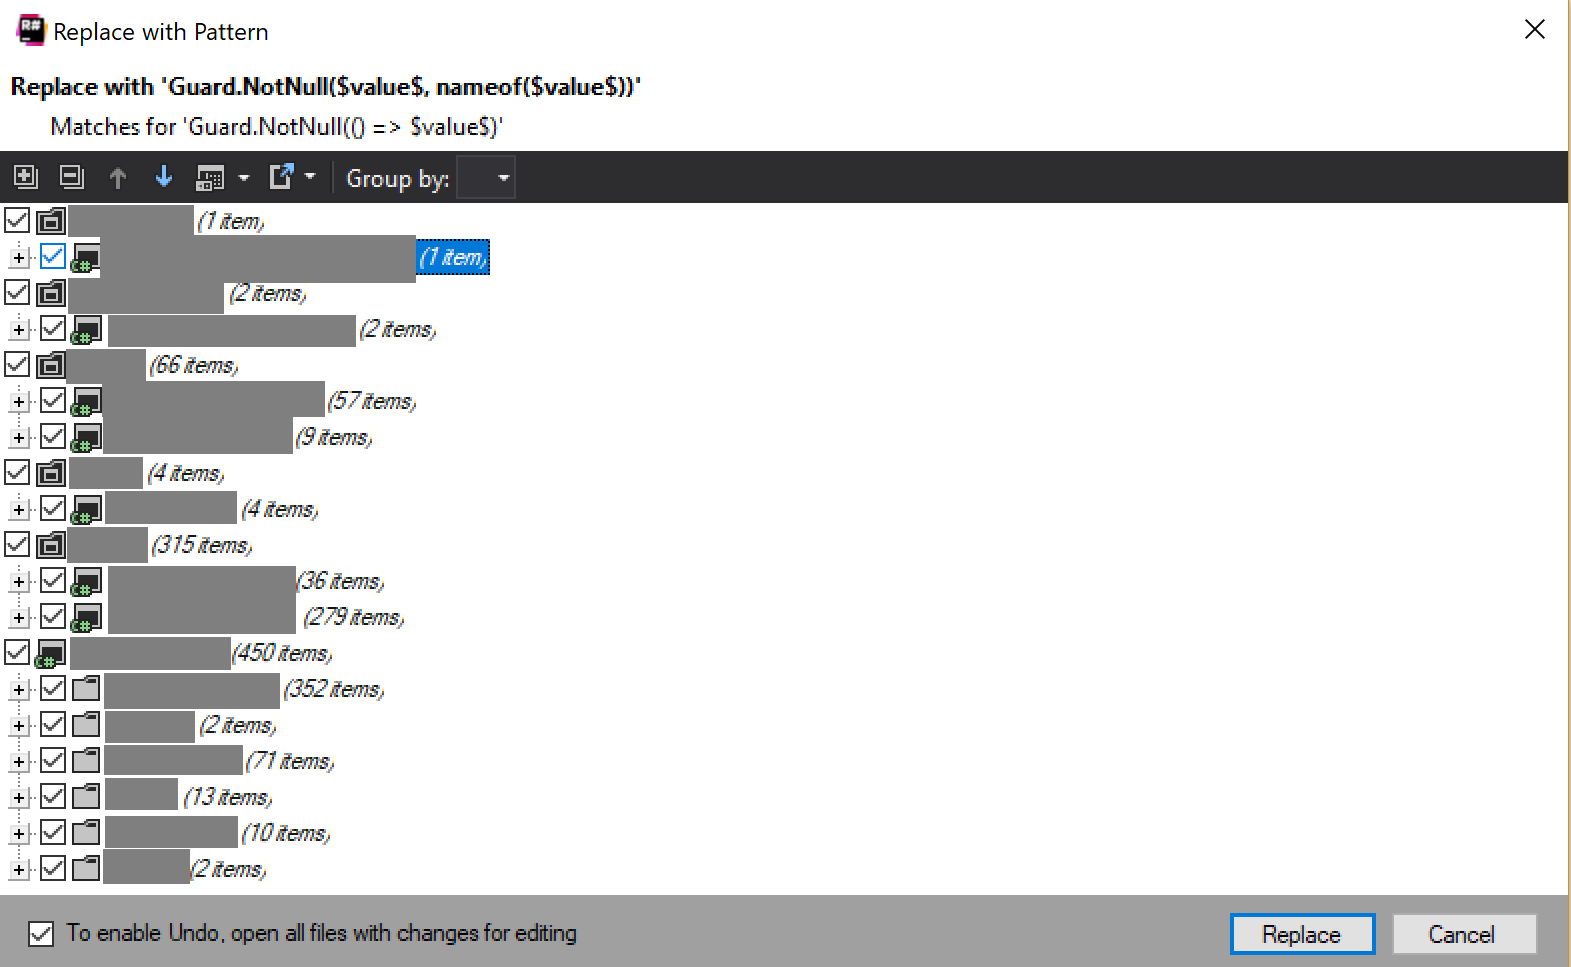 Replace with Pattern
Replace with 'Guard.NotNull($value$, nameof($value$))'
Matches for 'Guard.NotNull(() => $value$)'
Group by:
(1 item)
(1 item)
(2 items)
(2 items)
(66 items)
(57 items)
(9 items)
(4 items)
(4 items)
(315 items)
(36 items)
(279 items)
(450 items)
(352 items)
(2 items)
(71 items)
(13 items)
(10 items)
(2 items)
To enable Undo, open all files with changes for editing
Replace Cancel